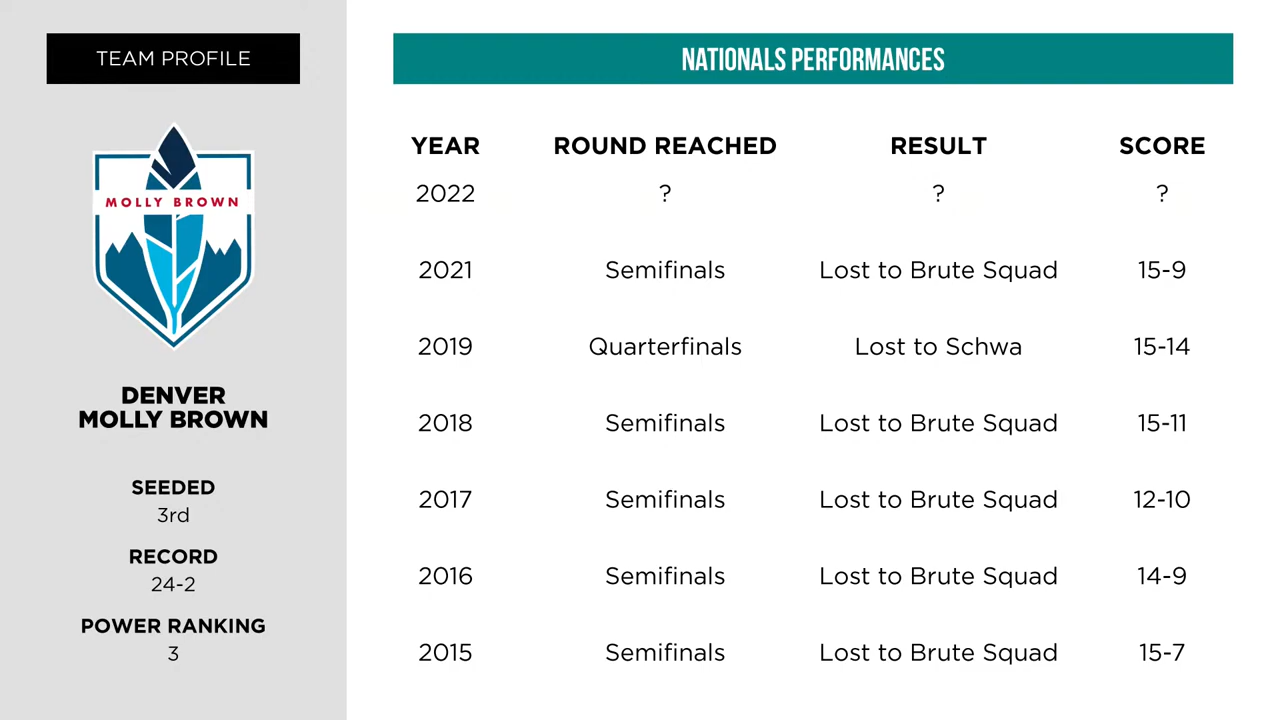 TEAM PROFILE
MOLLY BROWN
DENVER
MOLLY BROWN
SEEDED
3rd
RECORD
24-2
POWER RANKING
3
NATIONALS PERFORMANCES
YEAR ROUND REACHED RESULT SCORE
2022 ? ? ?
2021 Semifinals Lost to Brute Squad 15-9
2019 Quarterfinals Lost to Schwa 15-14
2018 Semifinals Lost to Brute Squad 15-11
2017 Semifinals Lost to Brute Squad 12-10
2016 Semifinals Lost to Brute Squad 14-9
2015 Semifinals Lost to Brute Squad 15-7